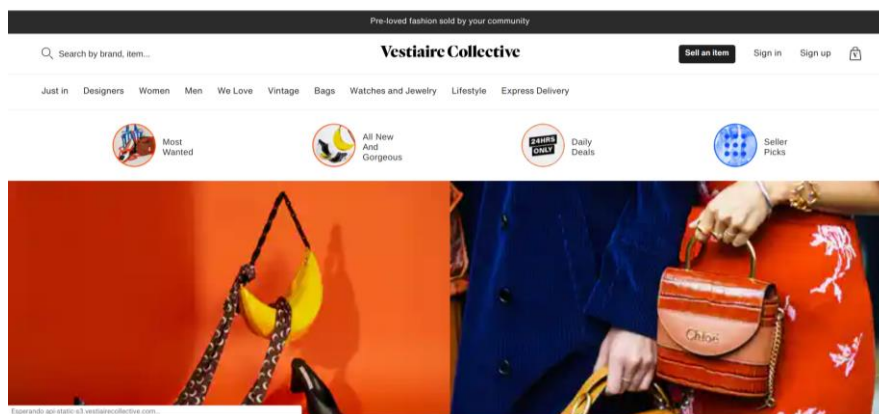 Pre-loved fashion sold by your community
Search by brand, item...
Vestiaire Collective
Sell an item
Sign in
Sign up
Just in
Designers
Women
Men
We Love
Vintage
Bags
Watches and Jewelry
Lifestyle
Express Delivery
Most
Wanted
All New
And
Gorgeous
24HRS
ONLY
Daily
Deals
Seller
Picks
Chloé
Esperando api-static-s3.vestiairecollective.com...